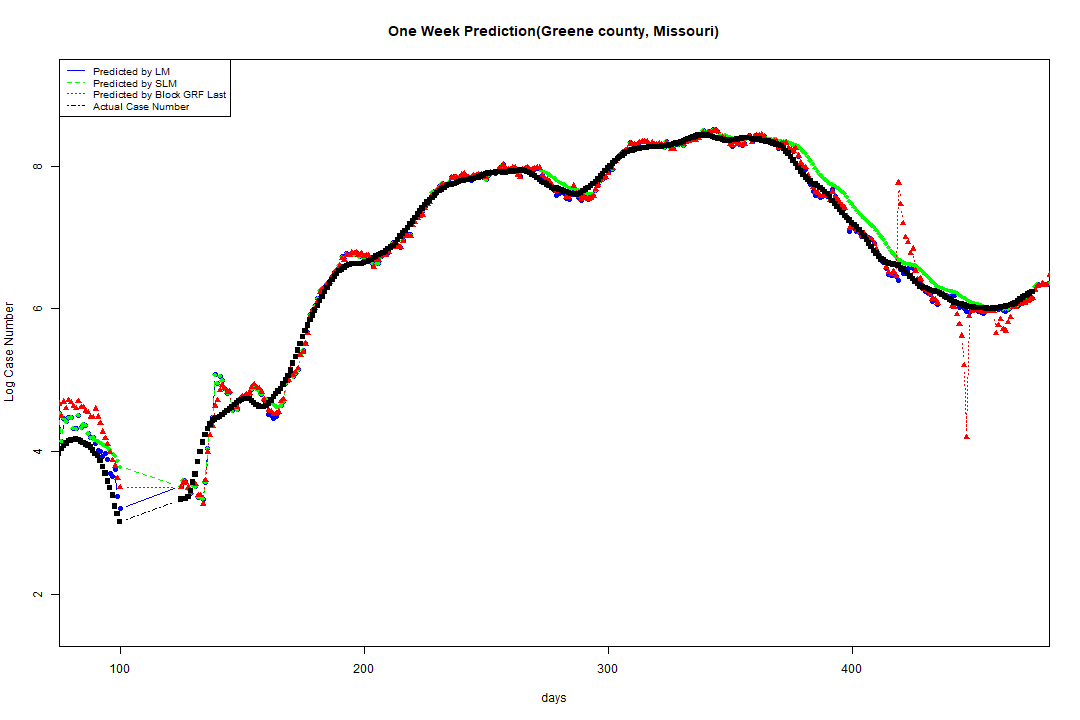 One Week Prediction(Greene county, Missouri)
Predicted by LM
Predicted by SLM
Predicted by Block GRF Last
Actual Case Number
Log Case Number
8
6
4
2
100 200 300 400
days